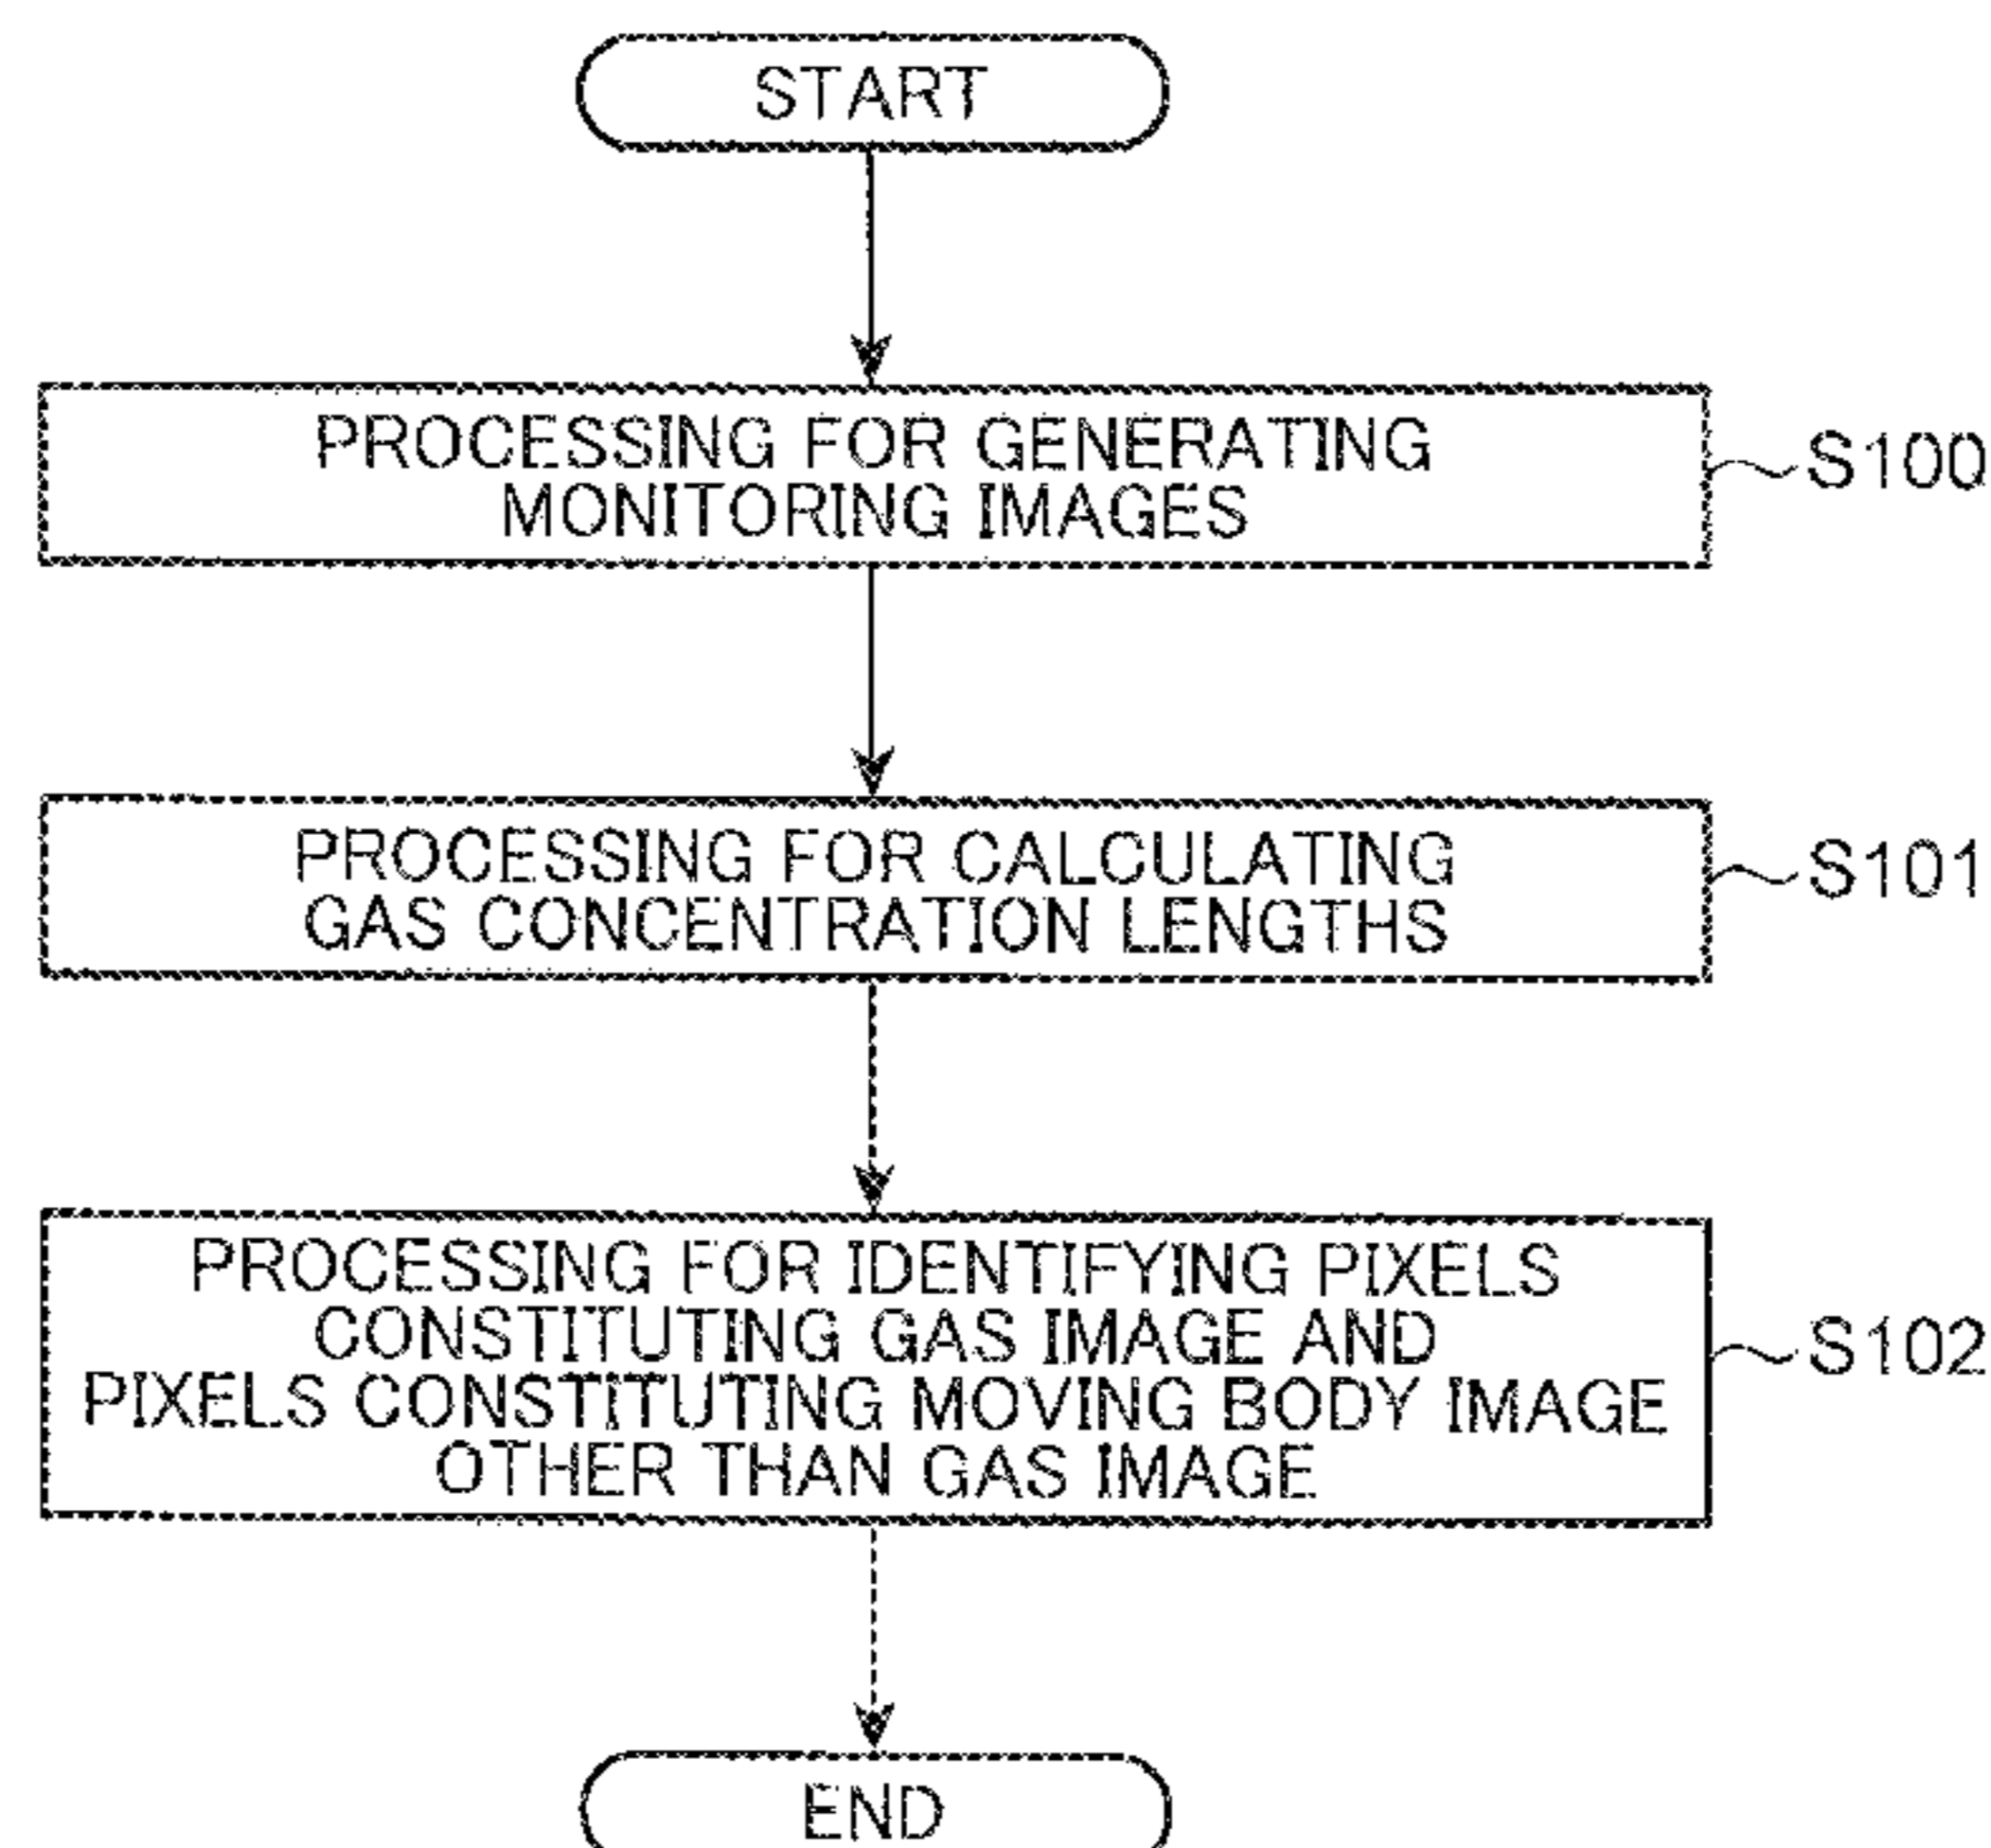 START
PROCESSING FOR GENERATING
MONITORING IMAGES
S100
PROCESSING FOR CALCULATING
GAS CONCENTRATION LENGTHS
S101
PROCESSING FOR IDENTIFYING PIXELS
CONSTITUTING GAS IMAGE AND
PIXELS CONSTITUTING MOVING BODY IMAGE
OTHER THAN GAS IMAGE
S102
END